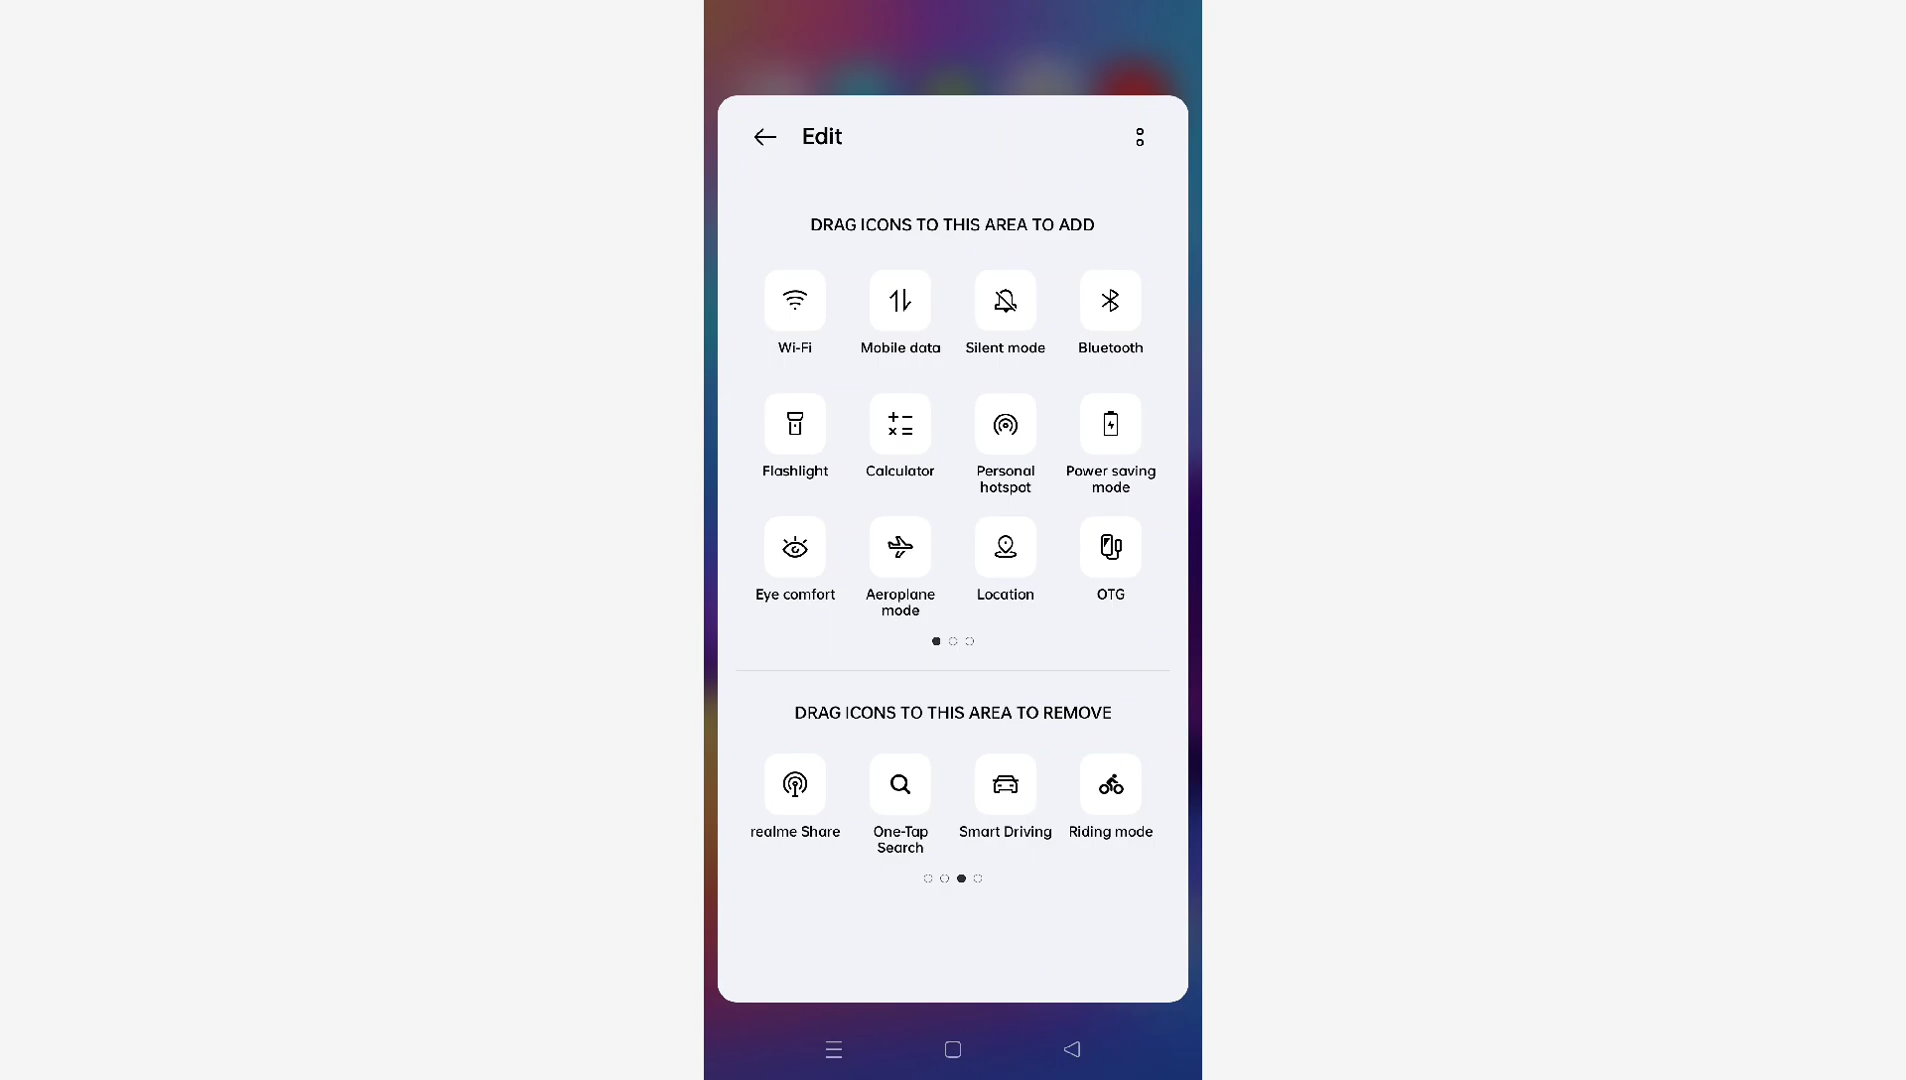 Edit
DRAG ICONS TO THIS AREA TO ADD
Wi-Fi
Mobile data
Silent mode
Bluetooth
Flashlight
Calculator
Personal
hotspot
Power saving
mode
Eye comfort
Aeroplane
mode
Location
OTG
DRAG ICONS TO THIS AREA TO REMOVE
realme Share
One-Tap
Search
Smart Driving
Riding mode